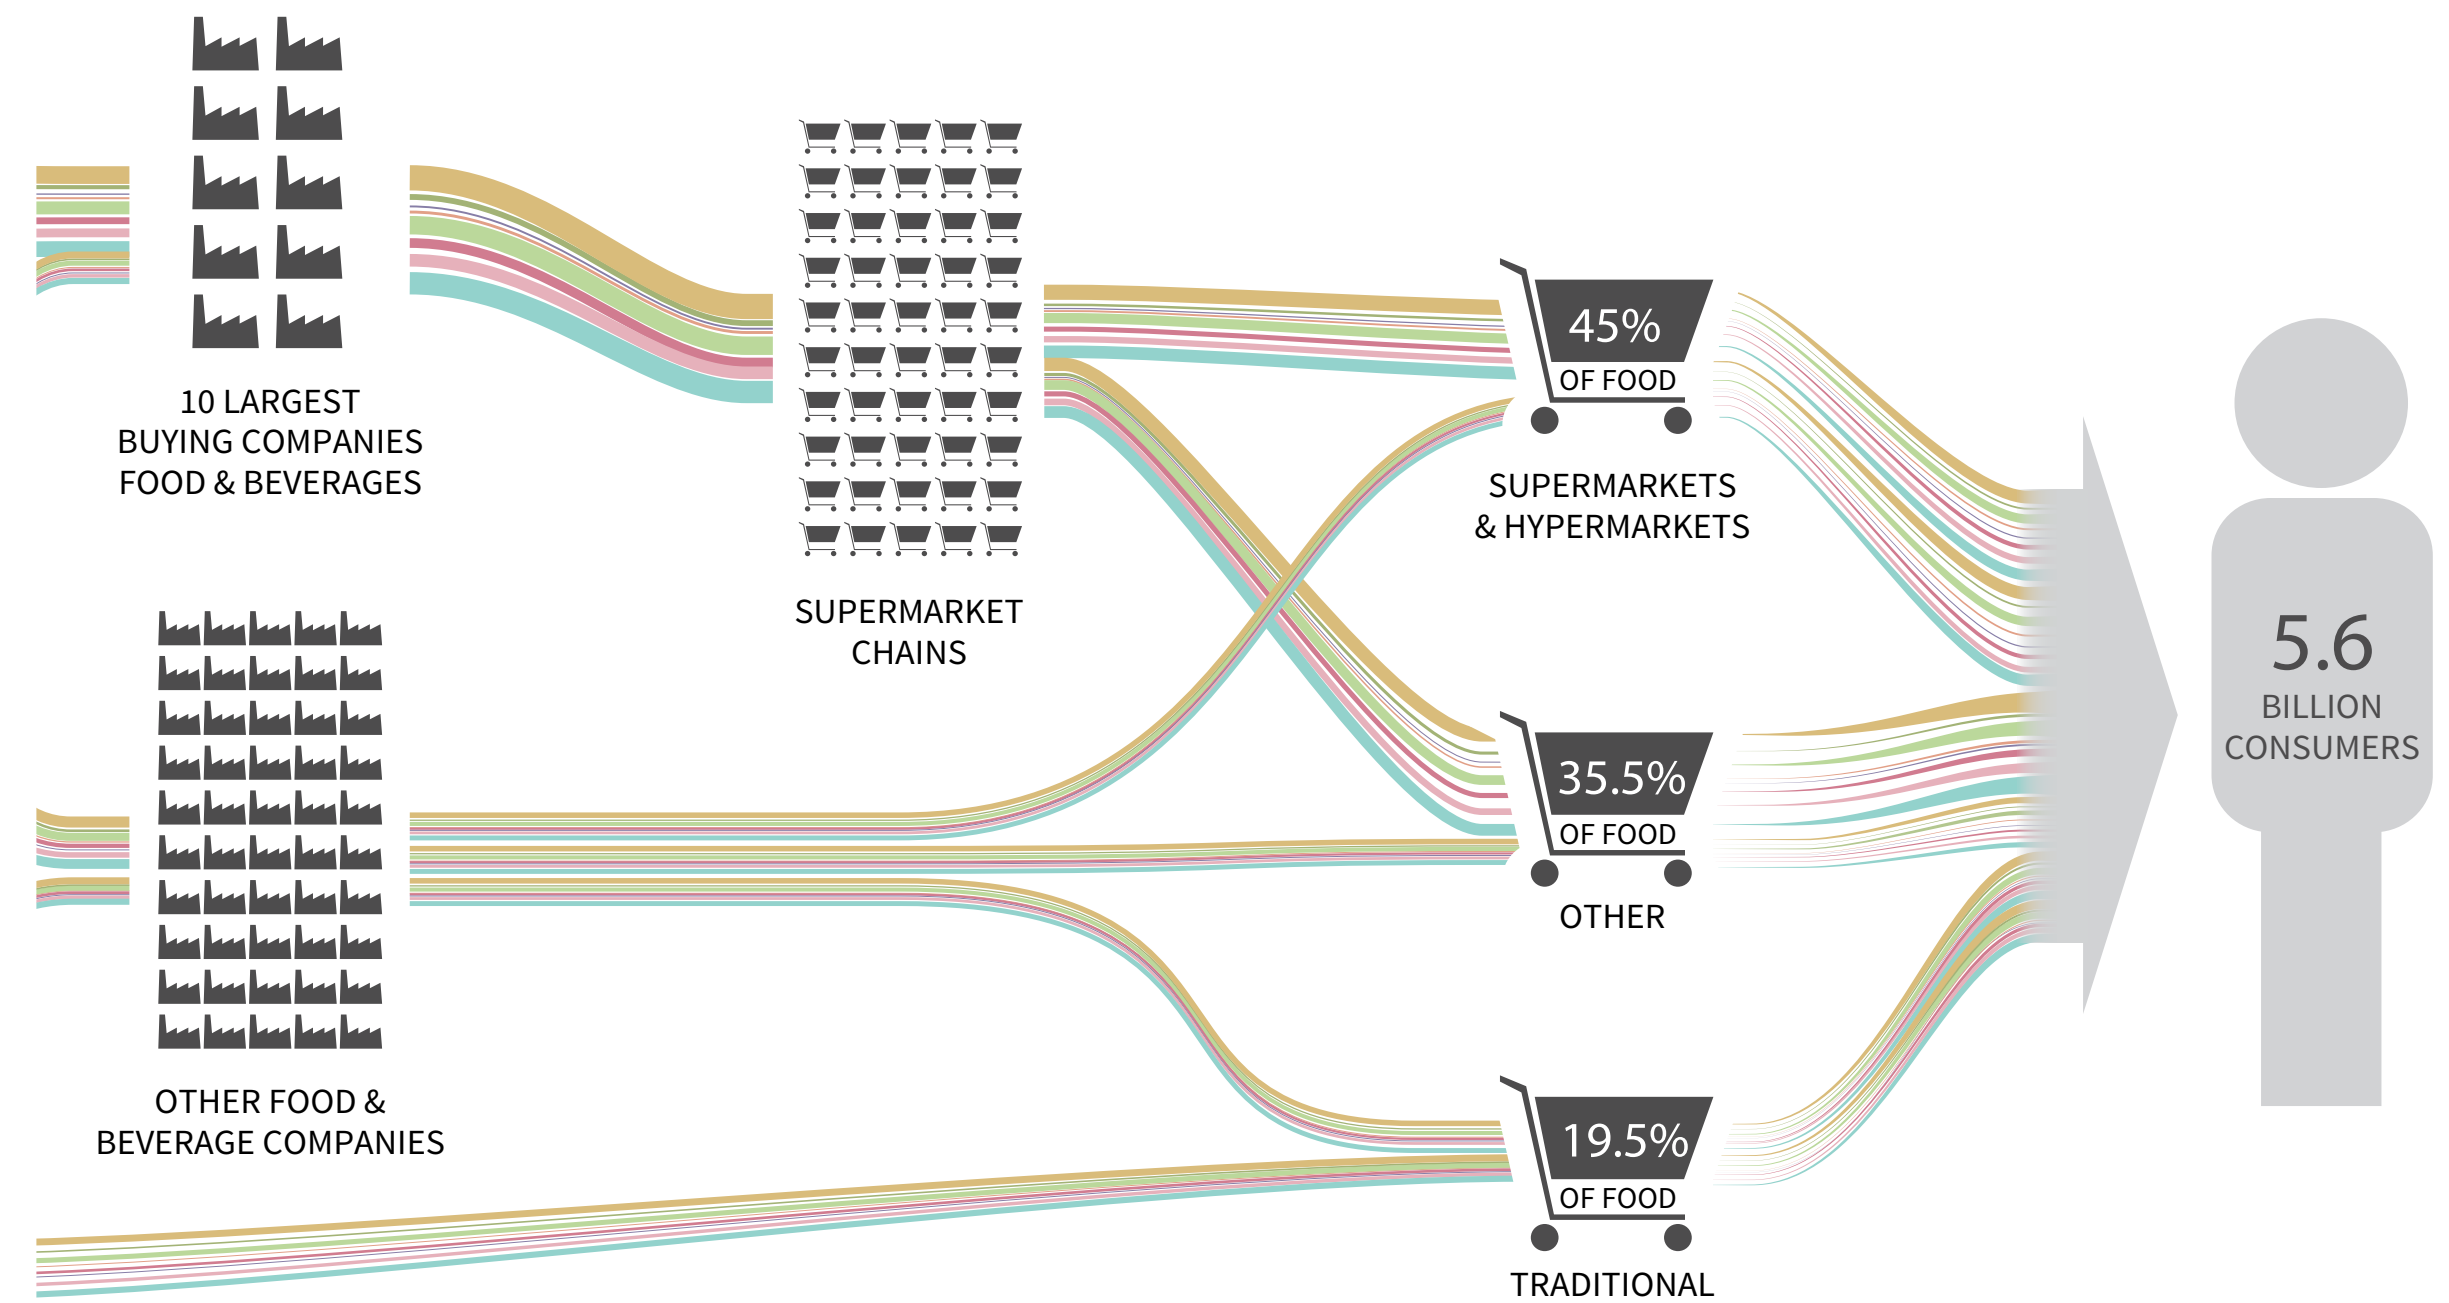 10 LARGEST
BUYING COMPANIES
FOOD & BEVERAGES
OTHER FOOD &
BEVERAGE COMPANIES
SUPERMARKET
CHAINS
45%
OF FOOD
SUPERMARKETS
& HYPERMARKETS
35.5%
OF FOOD
OTHER
19.5%
OF FOOD
TRADITIONAL
5.6
BILLION
CONSUMERS